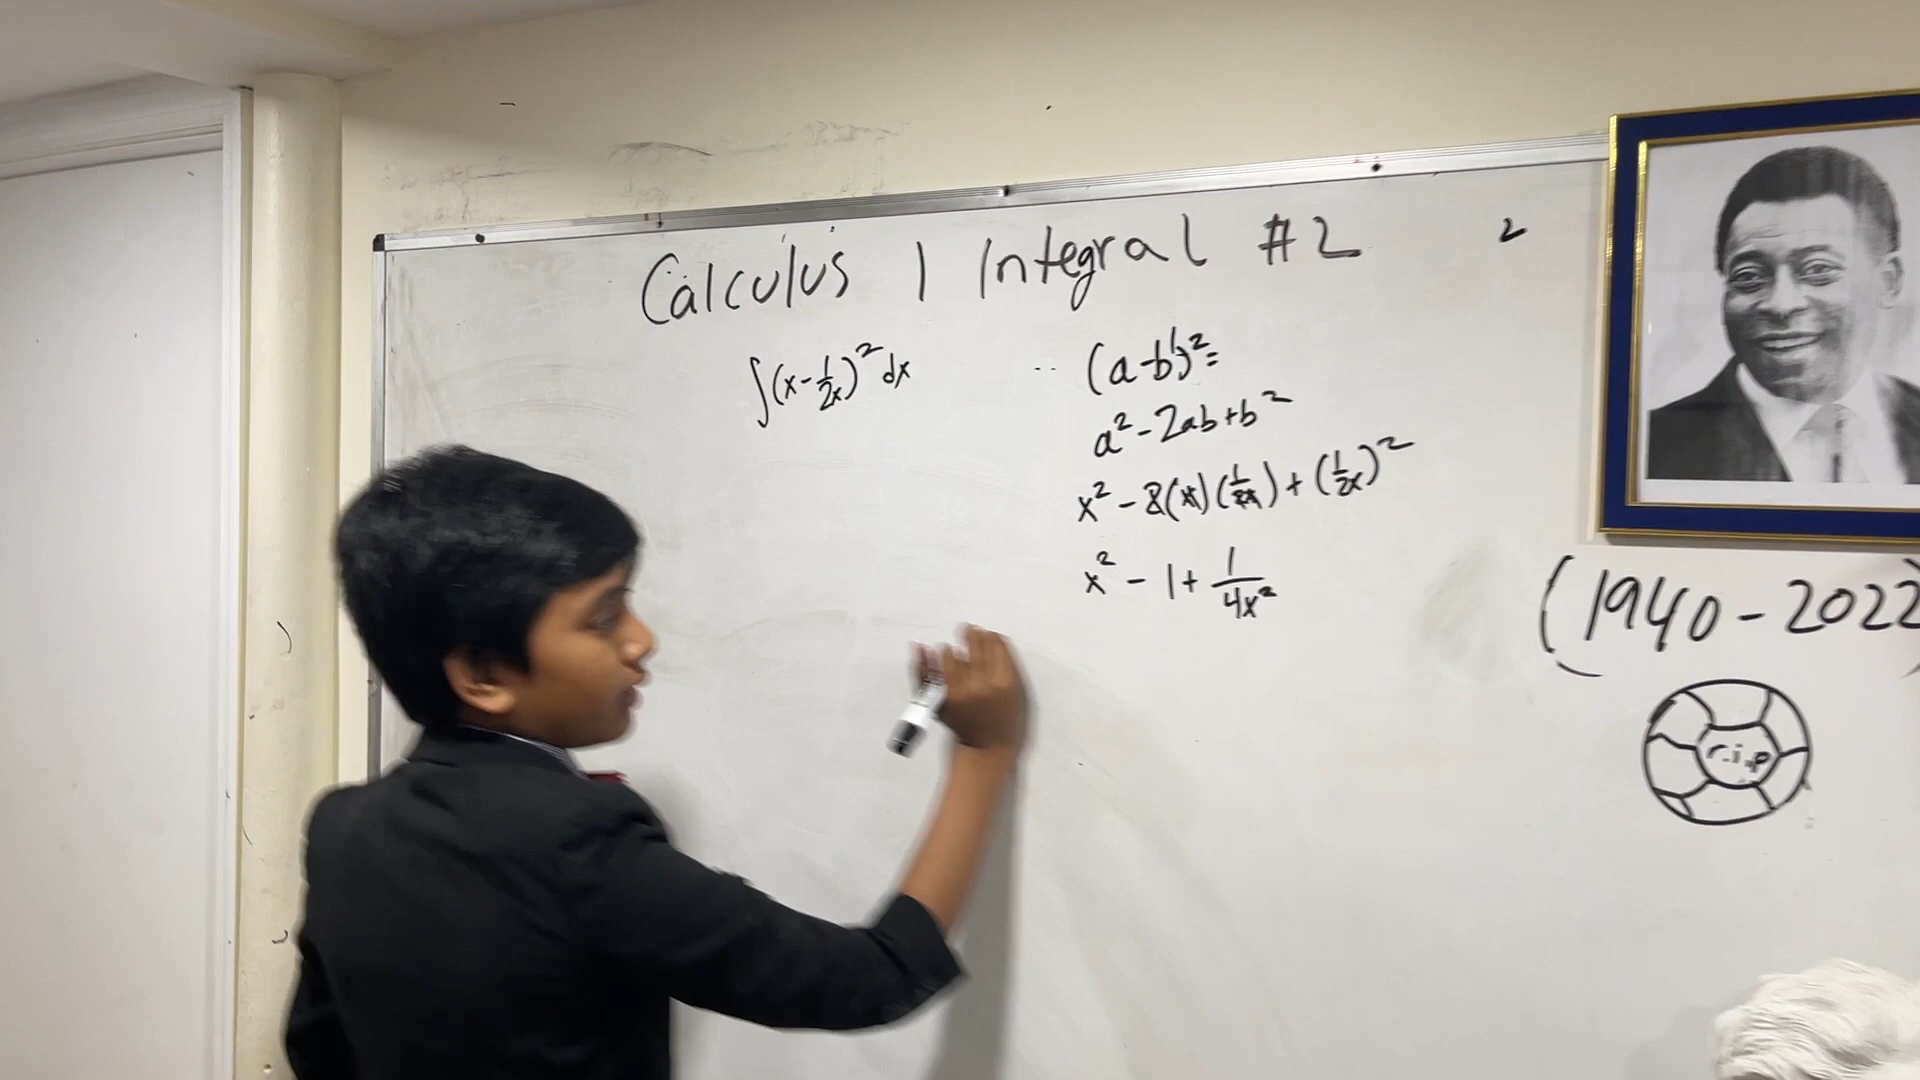 Calculus 1 Integral #2
2
∫(x-1/2x)²dx
(a-b)²=
a²-2ab+b²
x²-2(x)(1/2x)+(1/2x)²
x²-1+1/4x²
(1940-2022)
r.i.p